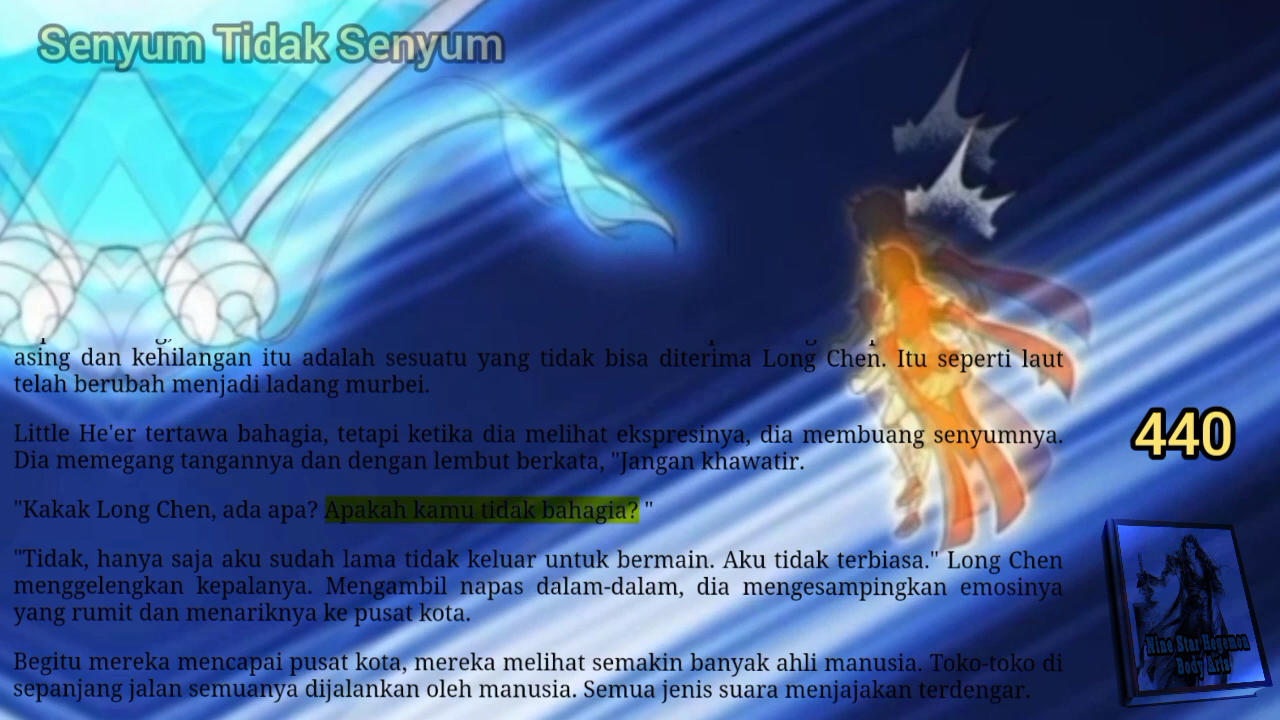 Senyum Tidak Senyum
asing dan kehilangan itu adalah sesuatu yang tidak bisa diterima Long Chen. Itu seperti laut
telah berubah menjadi ladang murbei.
Little He'er tertawa bahagia, tetapi ketika dia melihat ekspresinya, dia membuang senyumnya.
Dia memegang tangannya dan dengan lembut berkata, "Jangan khawatir.
"Kakak Long Chen, ada apa? Apakah kamu tidak bahagia? "
"Tidak, hanya saja aku sudah lama tidak keluar untuk bermain. Aku tidak terbiasa." Long Chen
menggelengkan kepalanya. Mengambil napas dalam-dalam, dia mengesampingkan emosinya
yang rumit dan menariknya ke pusat kota.
Begitu mereka mencapai pusat kota, mereka melihat semakin banyak ahli manusia. Toko-toko di
sepanjang jalan semuanya dijalankan oleh manusia. Semua jenis suara menjajakan terdengar.
440
Nine Star Hegemon
Body Arts